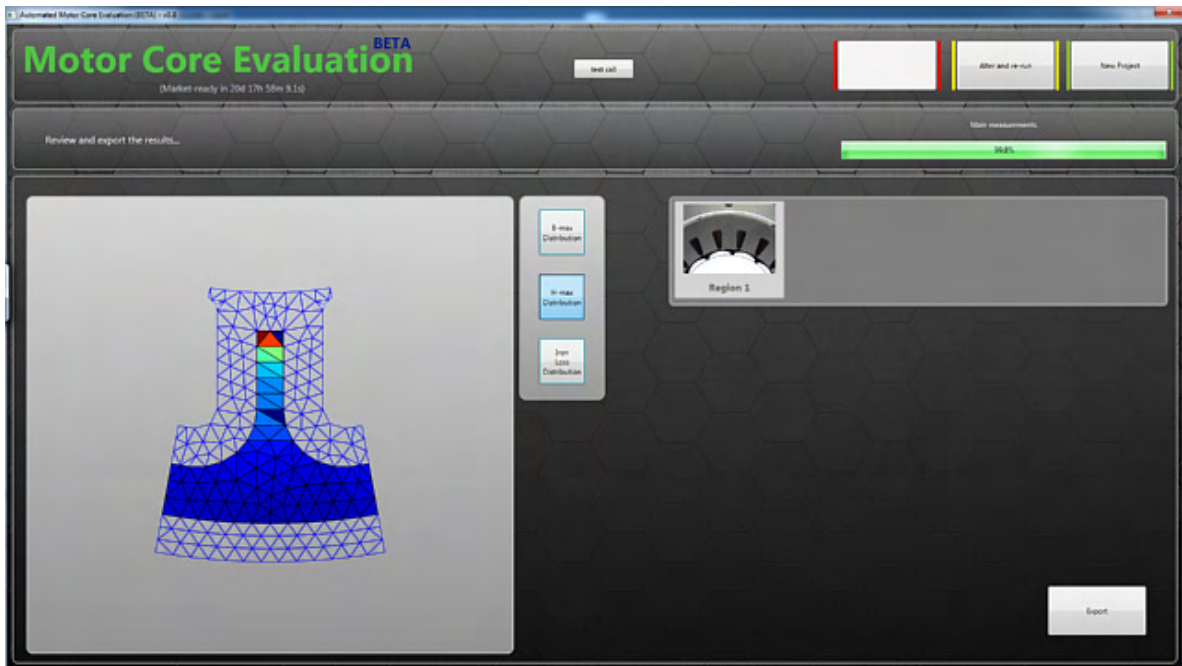 Automated Motor Core Evaluation (BETA) - v0.8
Motor Core Evaluation BETA
(Market-ready in 20d 17h 58m 9.1s)
test call
Alter and re-run
New Project
Review and export the results...
Main measurements
B-max
Distribution
H-max
Distribution
Iron
Loss
Distribution
Region 1
Export